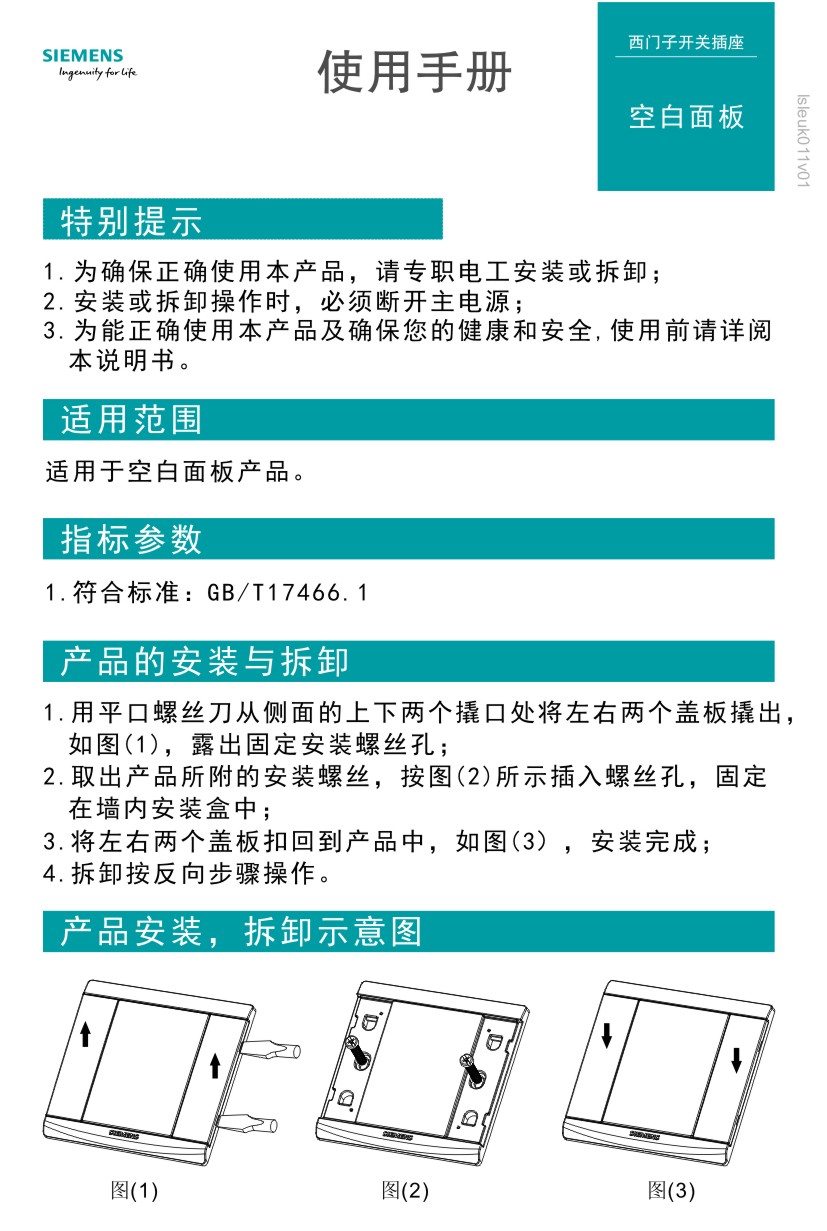 SIEMENS
Ingenuity for life
使用手册
西门子开关插座
空白面板
lsleuk011v01
特别提示
1.为确保正确使用本产品，请专职电工安装或拆卸；
2.安装或拆卸操作时，必须断开主电源；
3.为能正确使用本产品及确保您的健康和安全,使用前请详阅
本说明书。
适用范围
适用于空白面板产品。
指标参数
1.符合标准：GB/T17466.1
产品的安装与拆卸
1.用平口螺丝刀从侧面的上下两个撬口处将左右两个盖板撬出，
如图(1)，露出固定安装螺丝孔；
2.取出产品所附的安装螺丝，按图(2)所示插入螺丝孔，固定
在墙内安装盒中；
3.将左右两个盖板扣回到产品中，如图(3)，安装完成；
4.拆卸按反向步骤操作。
产品安装，拆卸示意图
SIEMENS
SIEMENS
SIEMENS
图(1)
图(2)
图(3)